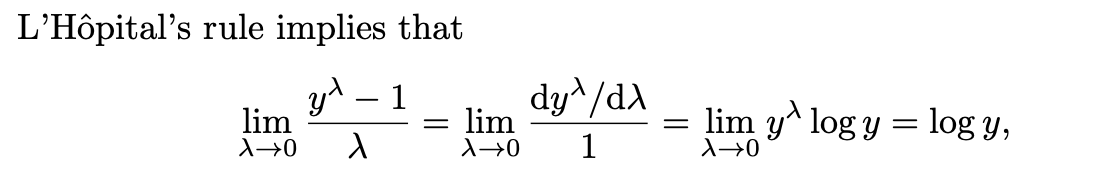 L’Hôpital’s rule implies that
lim_{λ→0} (y^λ − 1)/λ = lim_{λ→0} (dy^λ/dλ)/1 = lim_{λ→0} y^λ log y = log y,